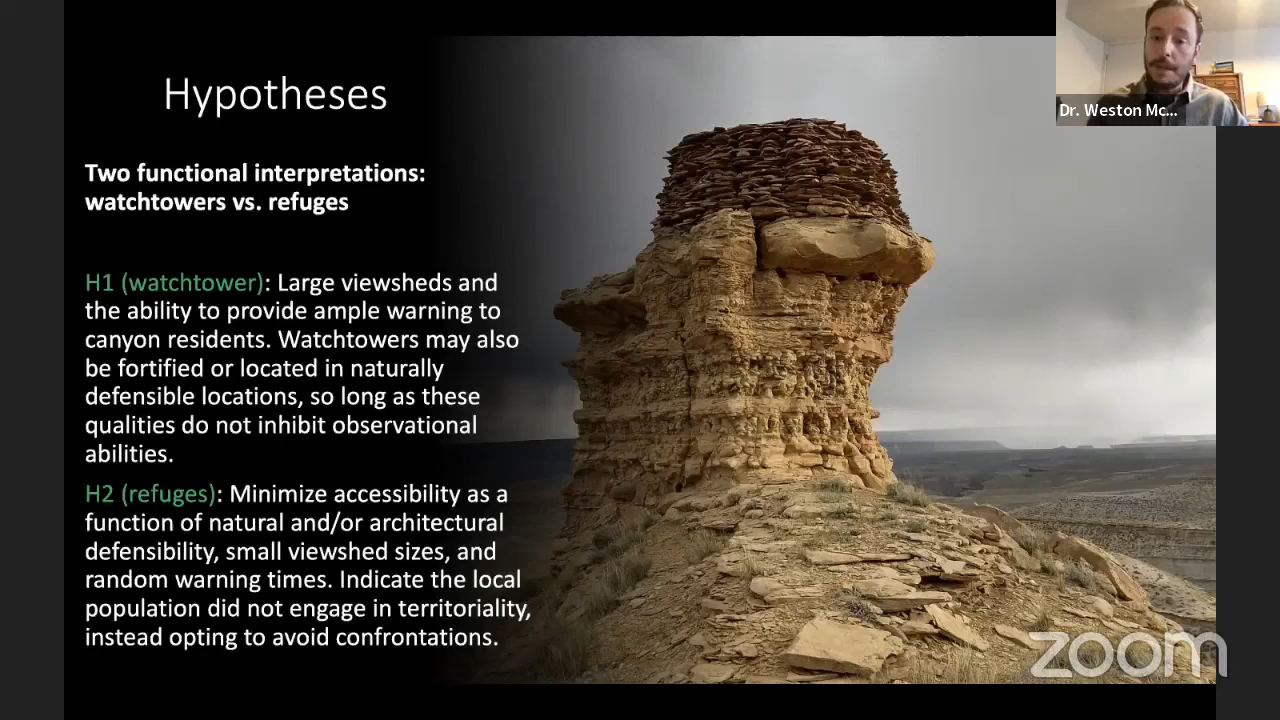 Hypotheses
Two functional interpretations:
watchtowers vs. refuges
H1 (watchtower): Large viewsheds and
the ability to provide ample warning to
canyon residents. Watchtowers may also
be fortified or located in naturally
defensible locations, so long as these
qualities do not inhibit observational
abilities.
H2 (refuges): Minimize accessibility as a
function of natural and/or architectural
defensibility, small viewshed sizes, and
random warning times. Indicate the local
population did not engage in territoriality,
instead opting to avoid confrontations.
Dr. Weston Mc...
zoom